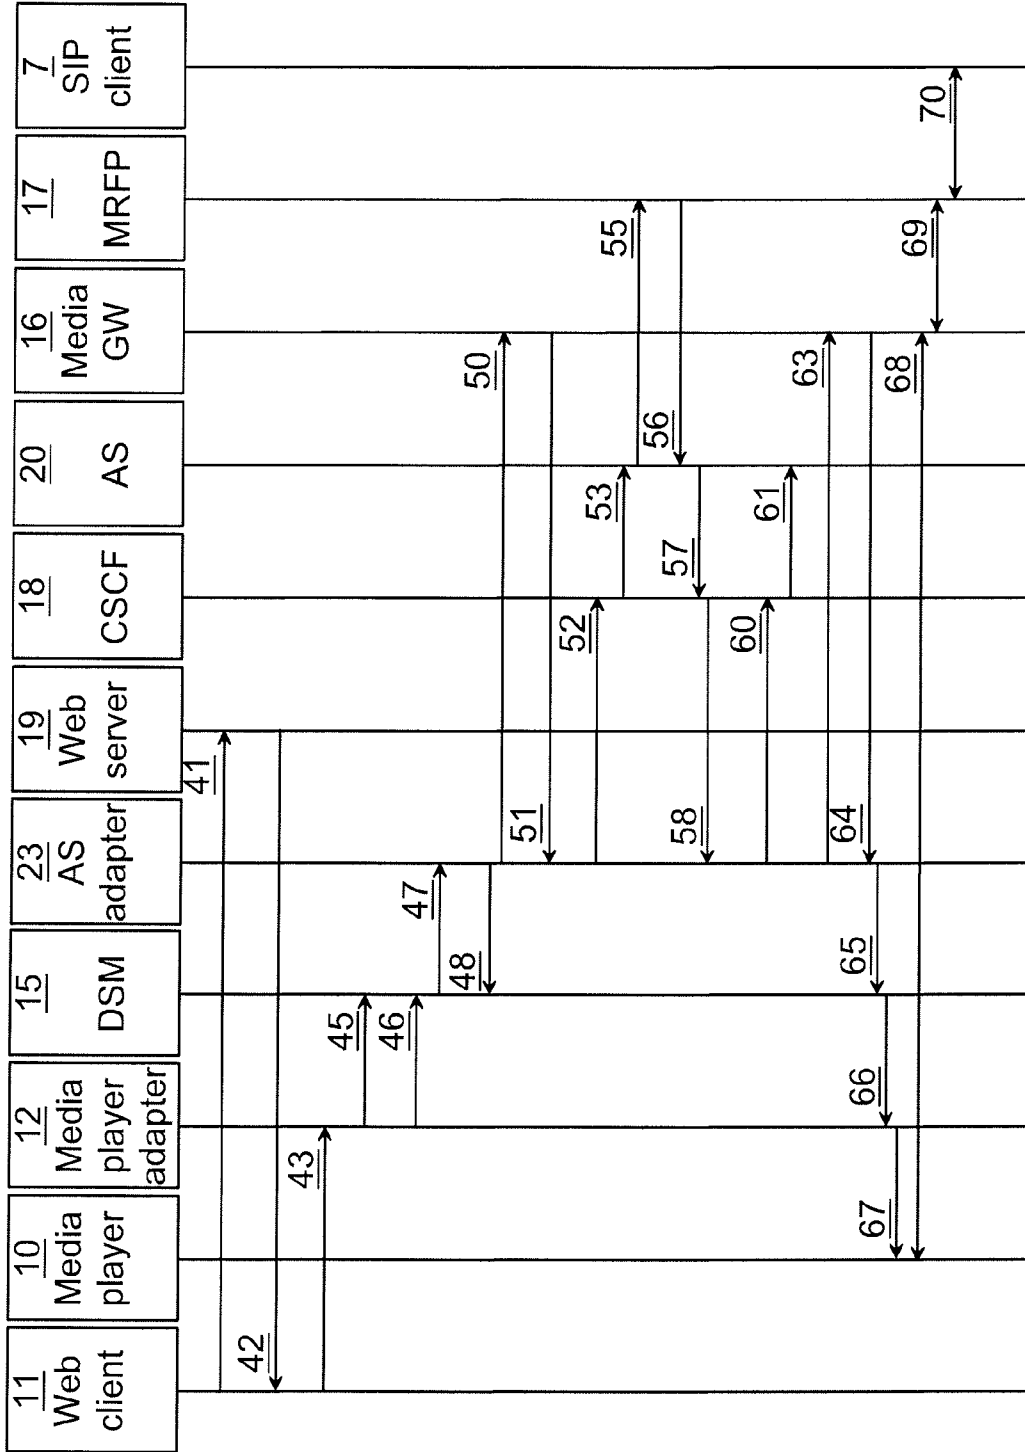 11
Web
client
10
Media
player
12
Media
player
adapter
15
DSM
23
AS
adapter
19
Web
server
18
CSCF
20
AS
16
Media
GW
17
MRFP
7
SIP
client
41
42
43
45
46
47
48
50
51
52
53
55
56
57
58
60
61
63
64
65
66
67
68
69
70